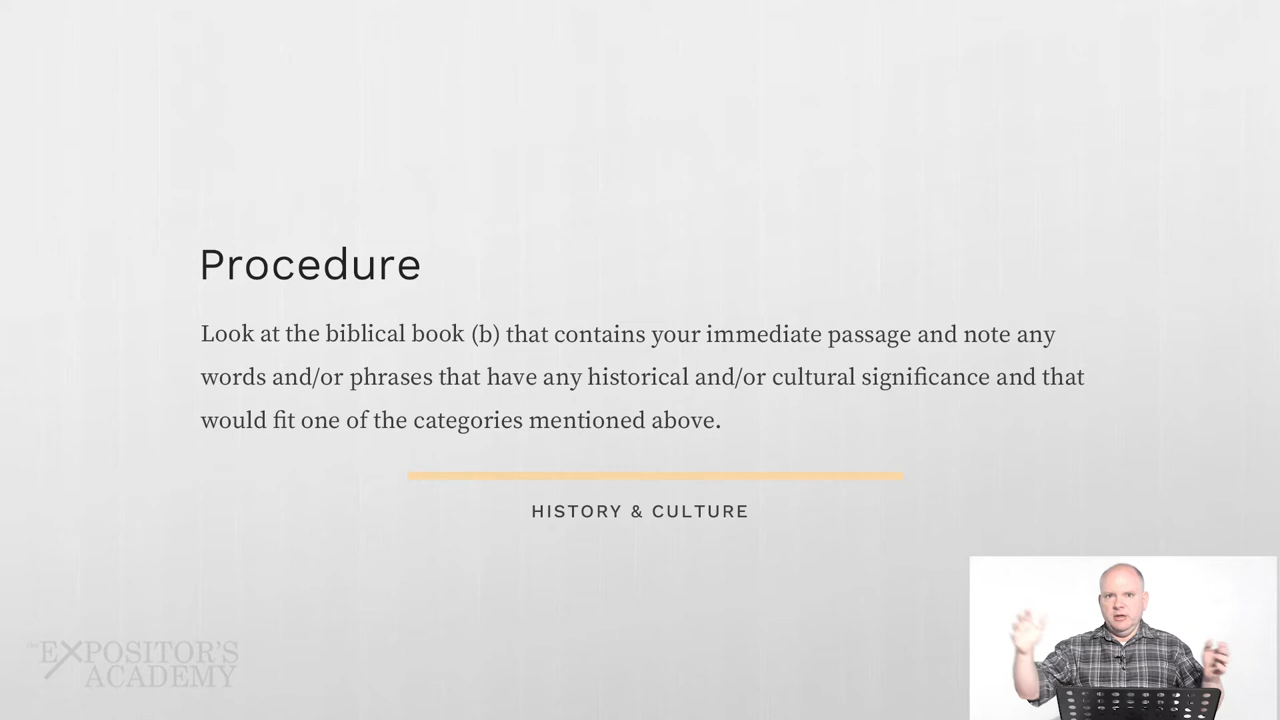 Procedure
Look at the biblical book (b) that contains your immediate passage and note any
words and/or phrases that have any historical and/or cultural significance and that
would fit one of the categories mentioned above.
HISTORY & CULTURE
the EXPOSITOR'S
ACADEMY